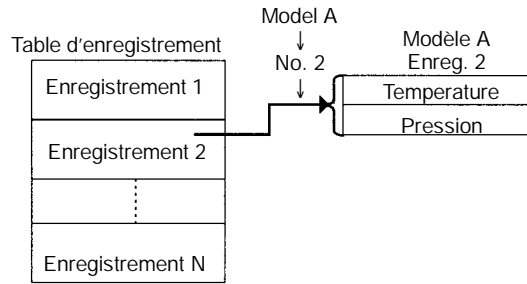 Table d'enregistrement
Enregistrement 1
Enregistrement 2
Enregistrement N
Model A
No. 2
Modèle A
Enreg. 2
Temperature
Pression